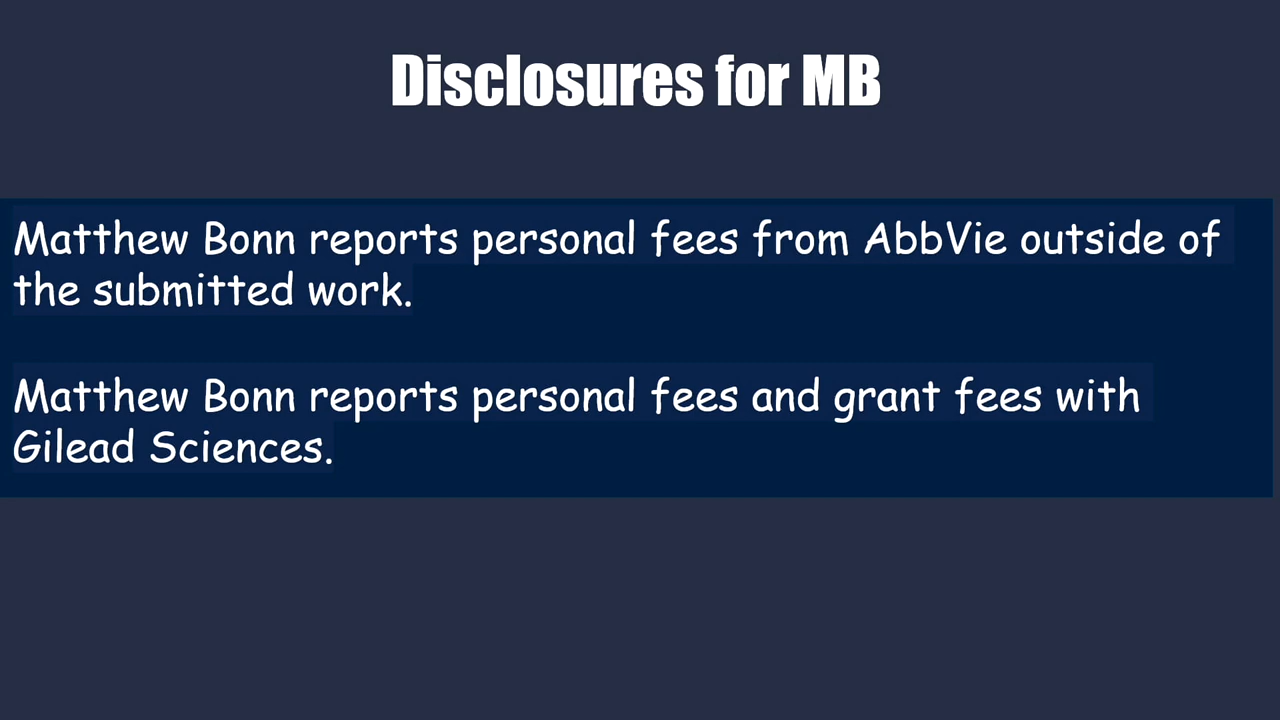 Disclosures for MB
Matthew Bonn reports personal fees from AbbVie outside of
the submitted work.
Matthew Bonn reports personal fees and grant fees with
Gilead Sciences.